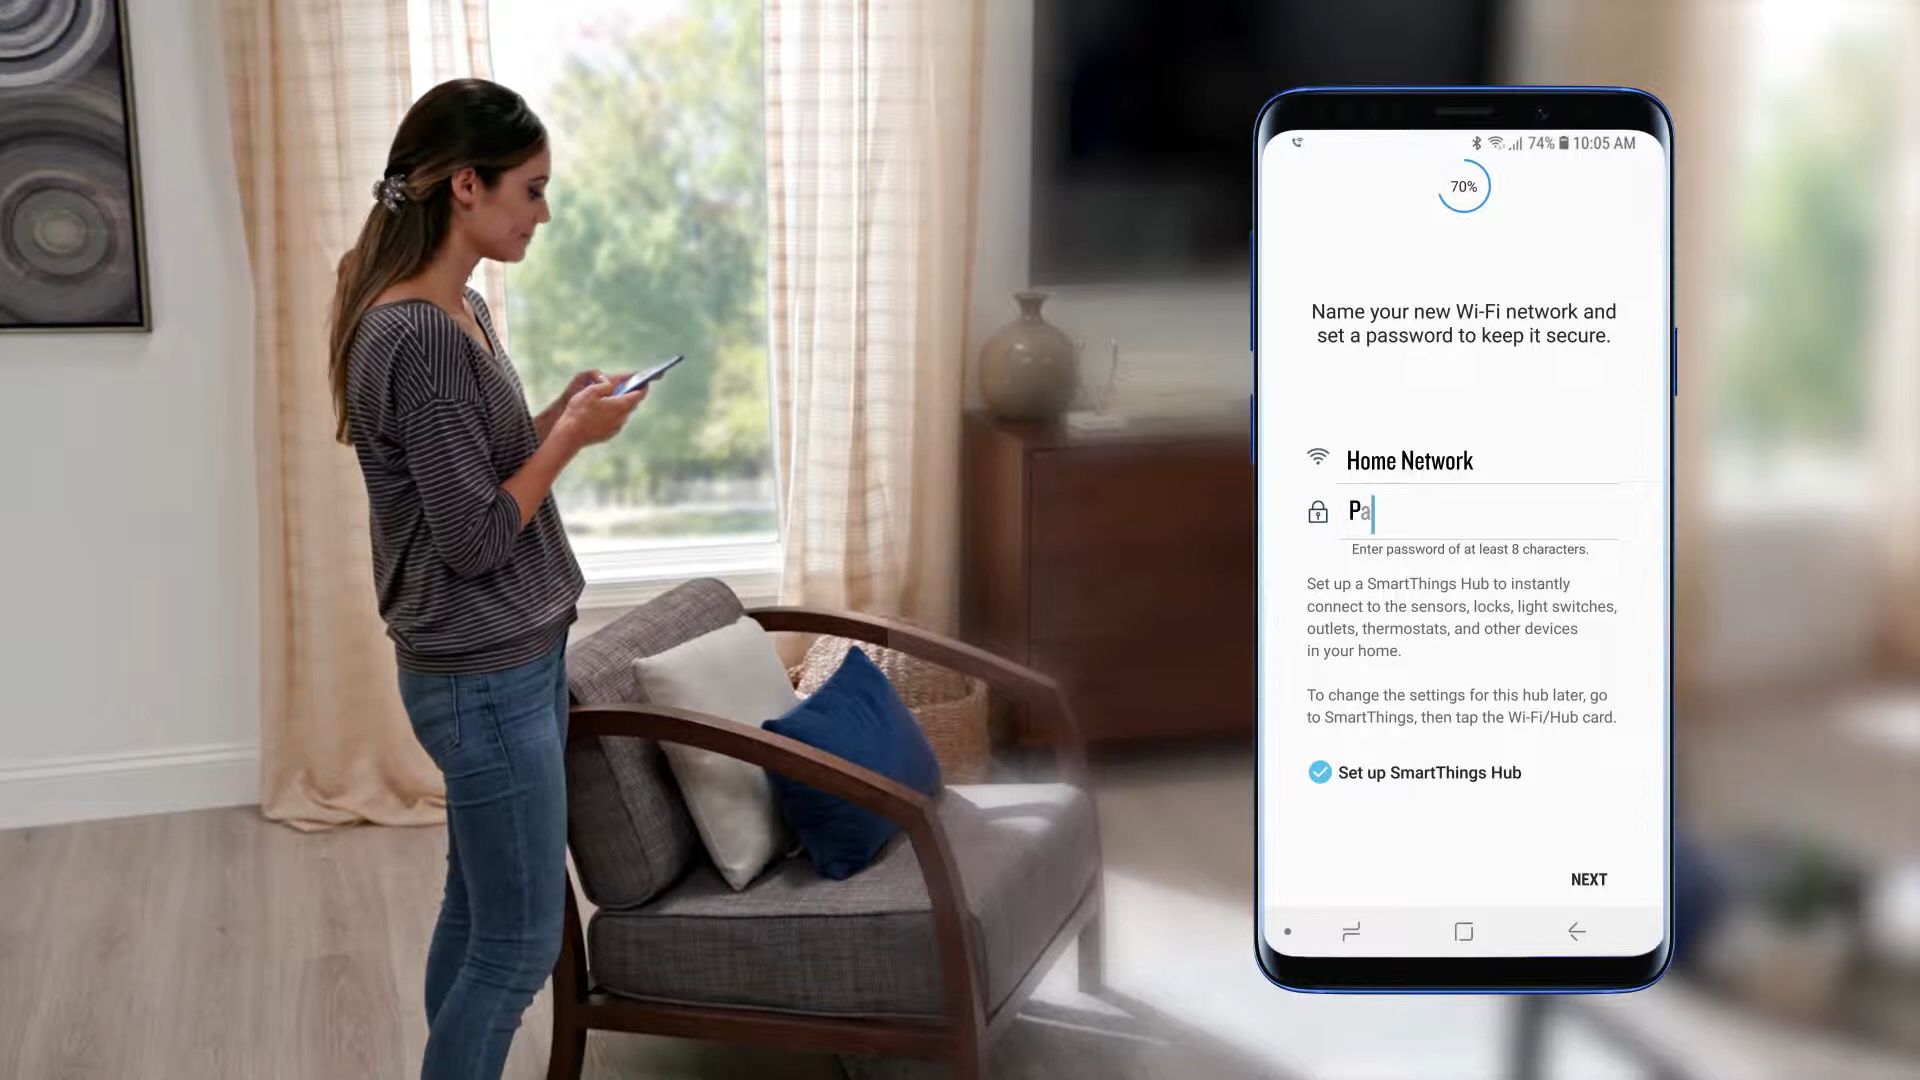 74% 10:05 AM
70%
Name your new Wi-Fi network and
set a password to keep it secure.
Home Network
Pa
Enter password of at least 8 characters.
Set up a SmartThings Hub to instantly
connect to the sensors, locks, light switches,
outlets, thermostats, and other devices
in your home.
To change the settings for this hub later, go
to SmartThings, then tap the Wi-Fi/Hub card.
Set up SmartThings Hub
NEXT